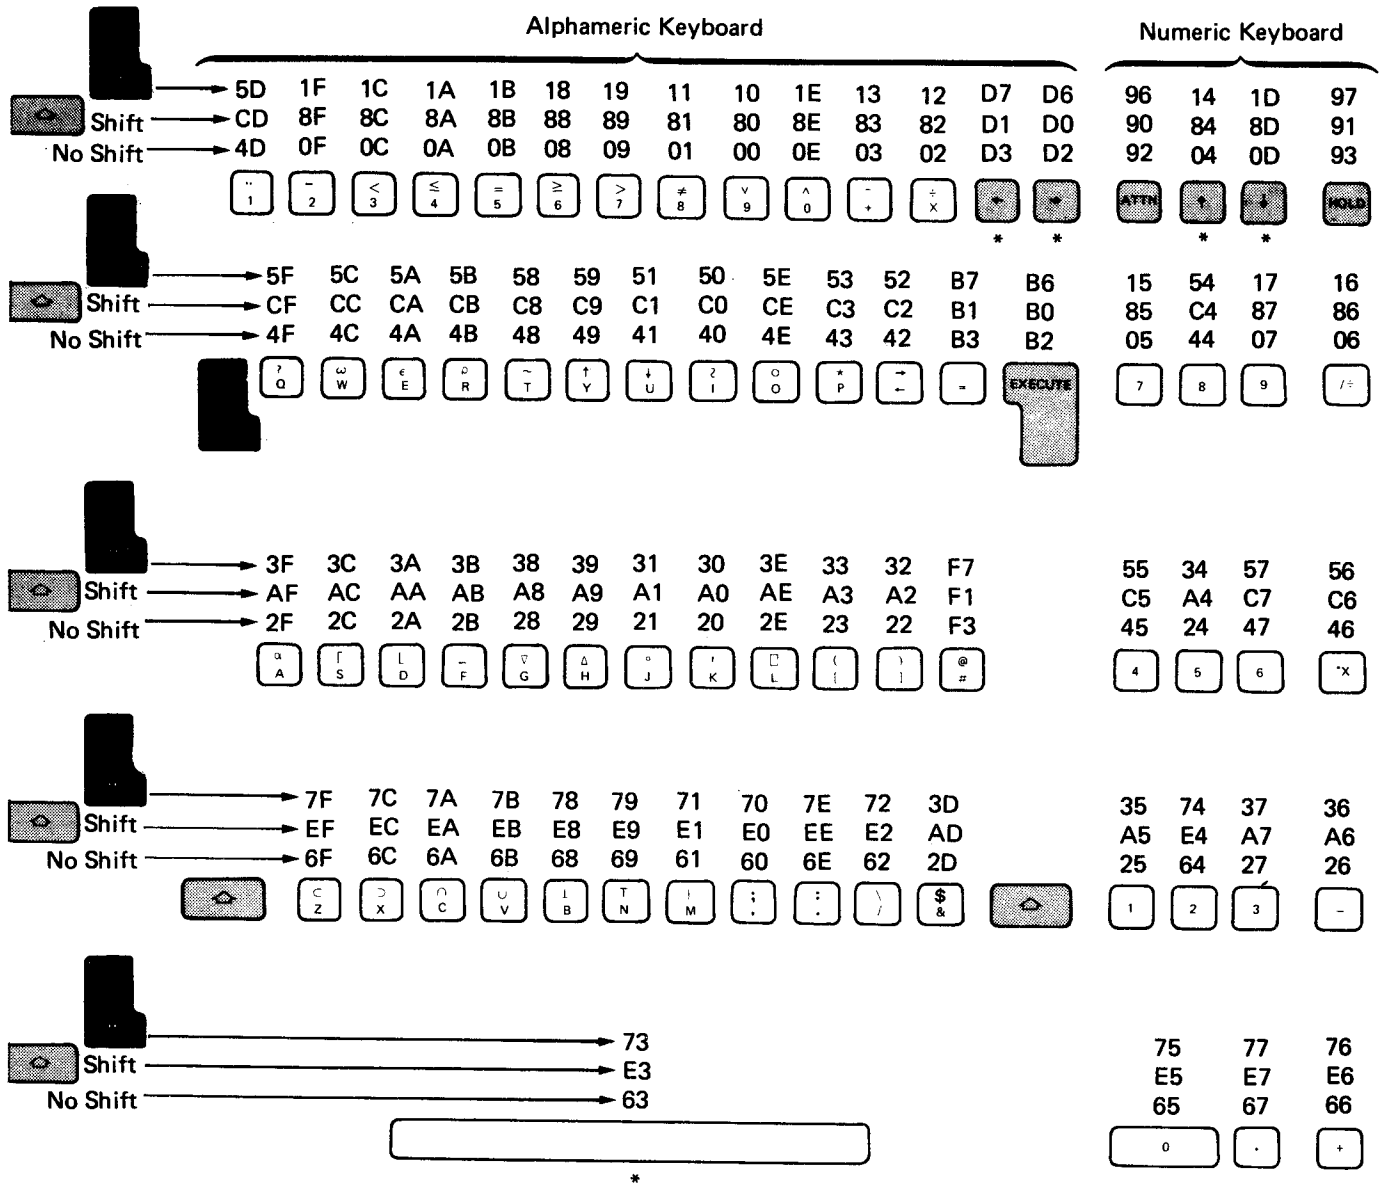 Alphameric Keyboard Numeric Keyboard
5D 1F 1C 1A 1B 18 19 11 10 1E 13 12 D7 D6 96 14 1D 97
Shift CD 8F 8C 8A 8B 88 89 81 80 8E 83 82 D1 D0 90 84 8D 91
No Shift 4D 0F 0C 0A 0B 08 09 01 00 0E 03 02 D3 D2 92 04 0D 93
¨ ¯ < ≤ = ≥ > ≠ ∨ ∧ - ÷ ← → ATTN ↑ ↓ HOLD
1 2 3 4 5 6 7 8 9 0 + X
* * * *
5F 5C 5A 5B 58 59 51 50 5E 53 52 B7 B6 15 54 17 16
Shift CF CC CA CB C8 C9 C1 C0 CE C3 C2 B1 B0 85 C4 87 86
No Shift 4F 4C 4A 4B 48 49 41 40 4E 43 42 B3 B2 05 44 07 06
? ω ϵ ρ ~ ↑ ↓ ≀ ○ * → EXECUTE
Q W E R T Y U I O P ← = 7 8 9 /÷
3F 3C 3A 3B 38 39 31 30 3E 33 32 F7 55 34 57 56
Shift AF AC AA AB A8 A9 A1 A0 AE A3 A2 F1 C5 A4 C7 C6
No Shift 2F 2C 2A 2B 28 29 21 20 2E 23 22 F3 45 24 47 46
α ⌈ ⌊ _ ∇ Δ ∘ ' □ ( ) @
A S D F G H J K L [ ] # 4 5 6 *X
7F 7C 7A 7B 78 79 71 70 7E 72 3D 35 74 37 36
Shift EF EC EA EB E8 E9 E1 E0 EE E2 AD A5 E4 A7 A6
No Shift 6F 6C 6A 6B 68 69 61 60 6E 62 2D 25 64 27 26
⊂ ⊃ ∩ ∪ ⊥ ⊤ | ; : \ $
Z X C V B N M , . / & 1 2 3 −
73 75 77 76
Shift E3 E5 E7 E6
No Shift 63 65 67 66
0 . +
*